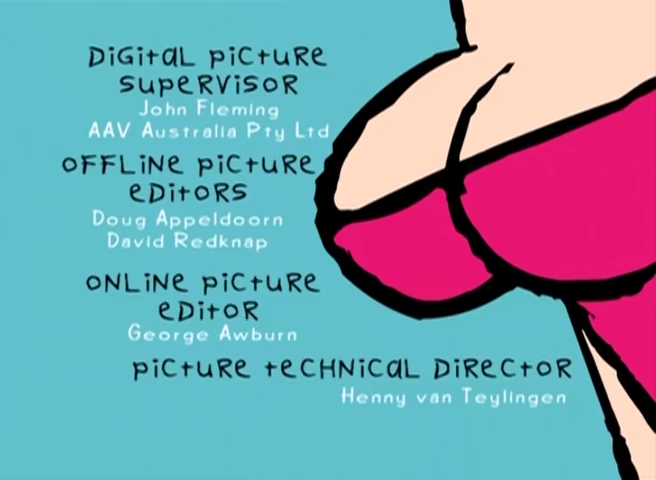 DiGitaL piCtuRe
SupeRViSoR
John Fleming
AAV Australia Pty Ltd
OFFLiNe piCtuRe
eDitoRS
Doug Appeldoorn
David Redknap
ONLiNe piCtuRe
eDitoR
George Awburn
piCtuRe teCHNiCaL DiReCtoR
Henny van Teylingen